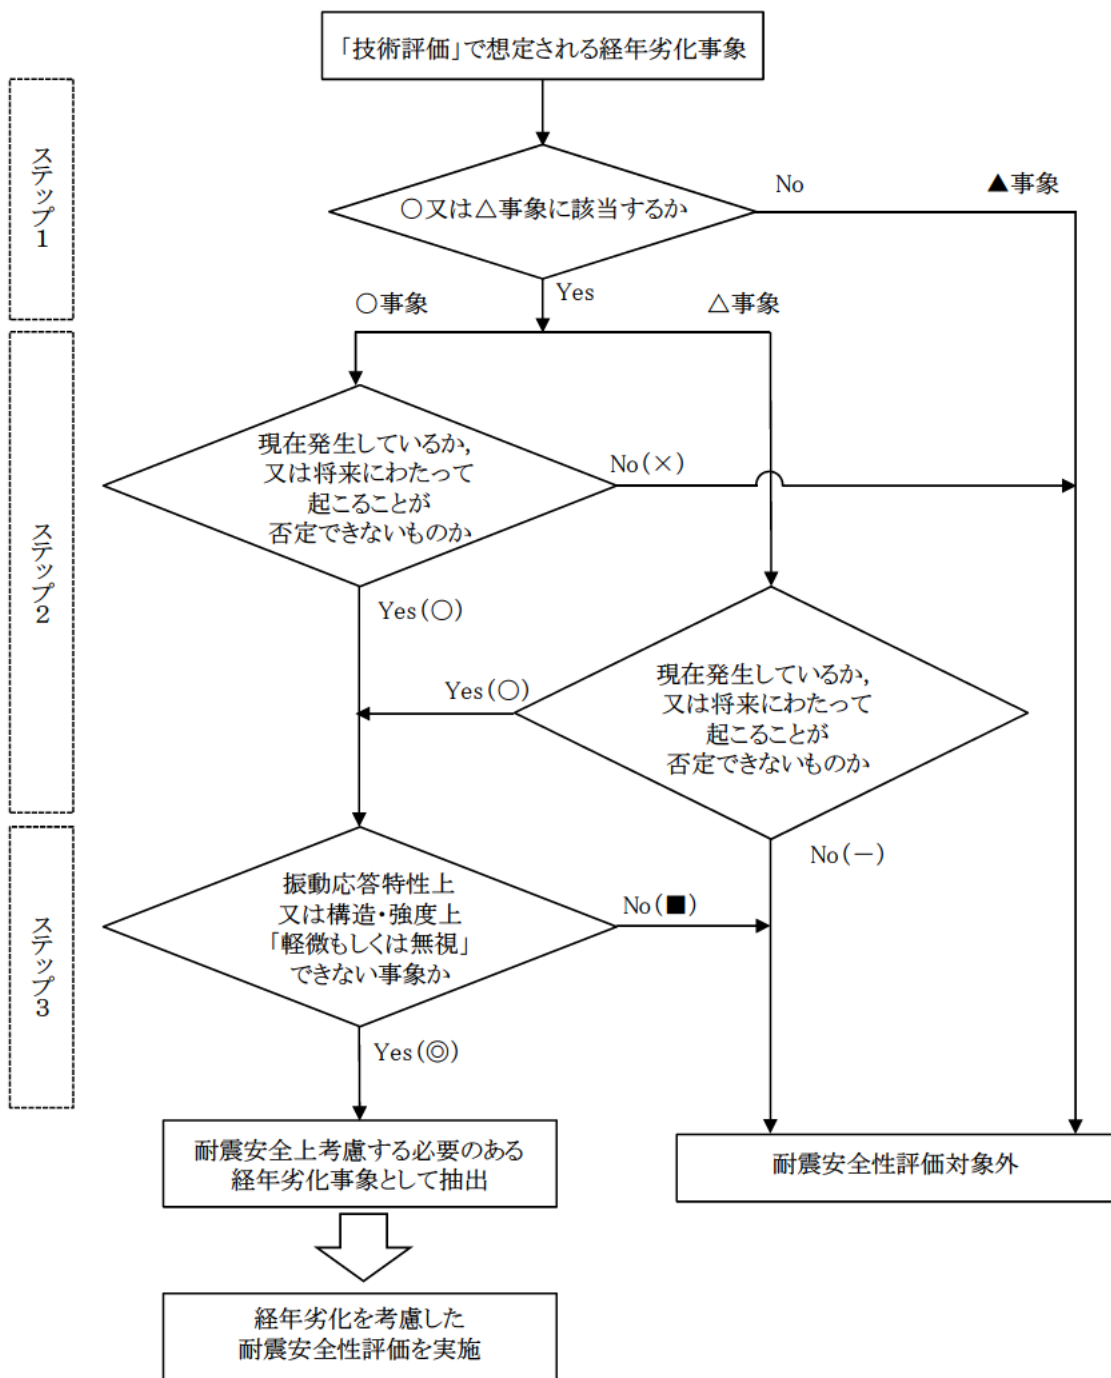 「技術評価」で想定される経年劣化事象
ステップ1
○又は△事象に該当するか
No
▲事象
Yes
○事象
△事象
ステップ2
現在発生しているか,
又は将来にわたって
起こることが
否定できないものか
No(×)
Yes(○)
現在発生しているか,
又は将来にわたって
起こることが
否定できないものか
Yes(○)
No(－)
ステップ3
振動応答特性上
又は構造・強度上
「軽微もしくは無視」
できない事象か
No(■)
Yes(◎)
耐震安全上考慮する必要のある
経年劣化事象として抽出
耐震安全性評価対象外
経年劣化を考慮した
耐震安全性評価を実施